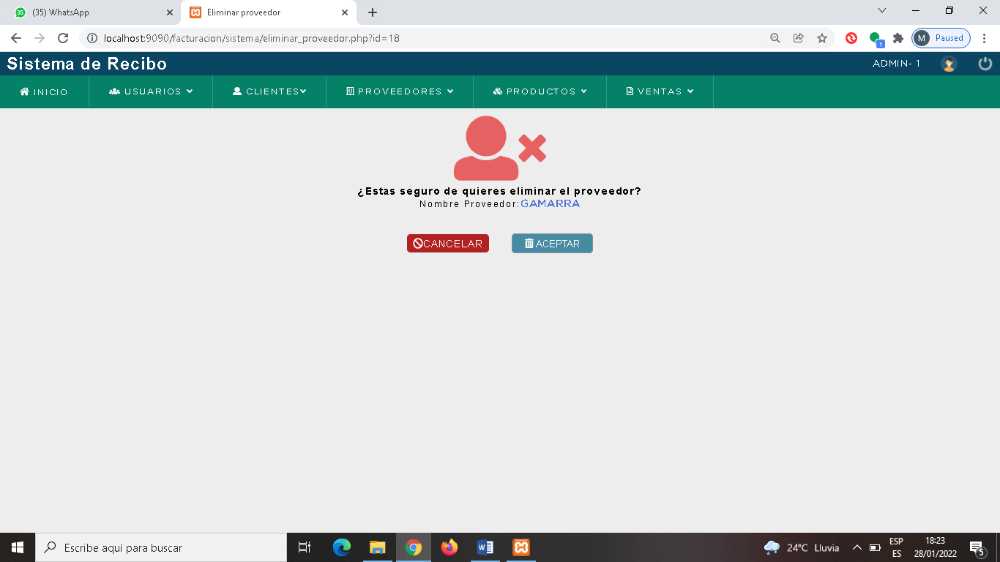 35 (35) WhatsApp
Eliminar proveedor
localhost:9090/facturacion/sistema/eliminar_proveedor.php?id=18
1
M Paused
Sistema de Recibo
ADMIN- 1
INICIO
USUARIOS
CLIENTES
PROVEEDORES
PRODUCTOS
VENTAS
¿Estas seguro de quieres eliminar el proveedor?
Nombre Proveedor:GAMARRA
CANCELAR
ACEPTAR
Escribe aquí para buscar
24°C Lluvia
ESP
ES
18:23
28/01/2022
5